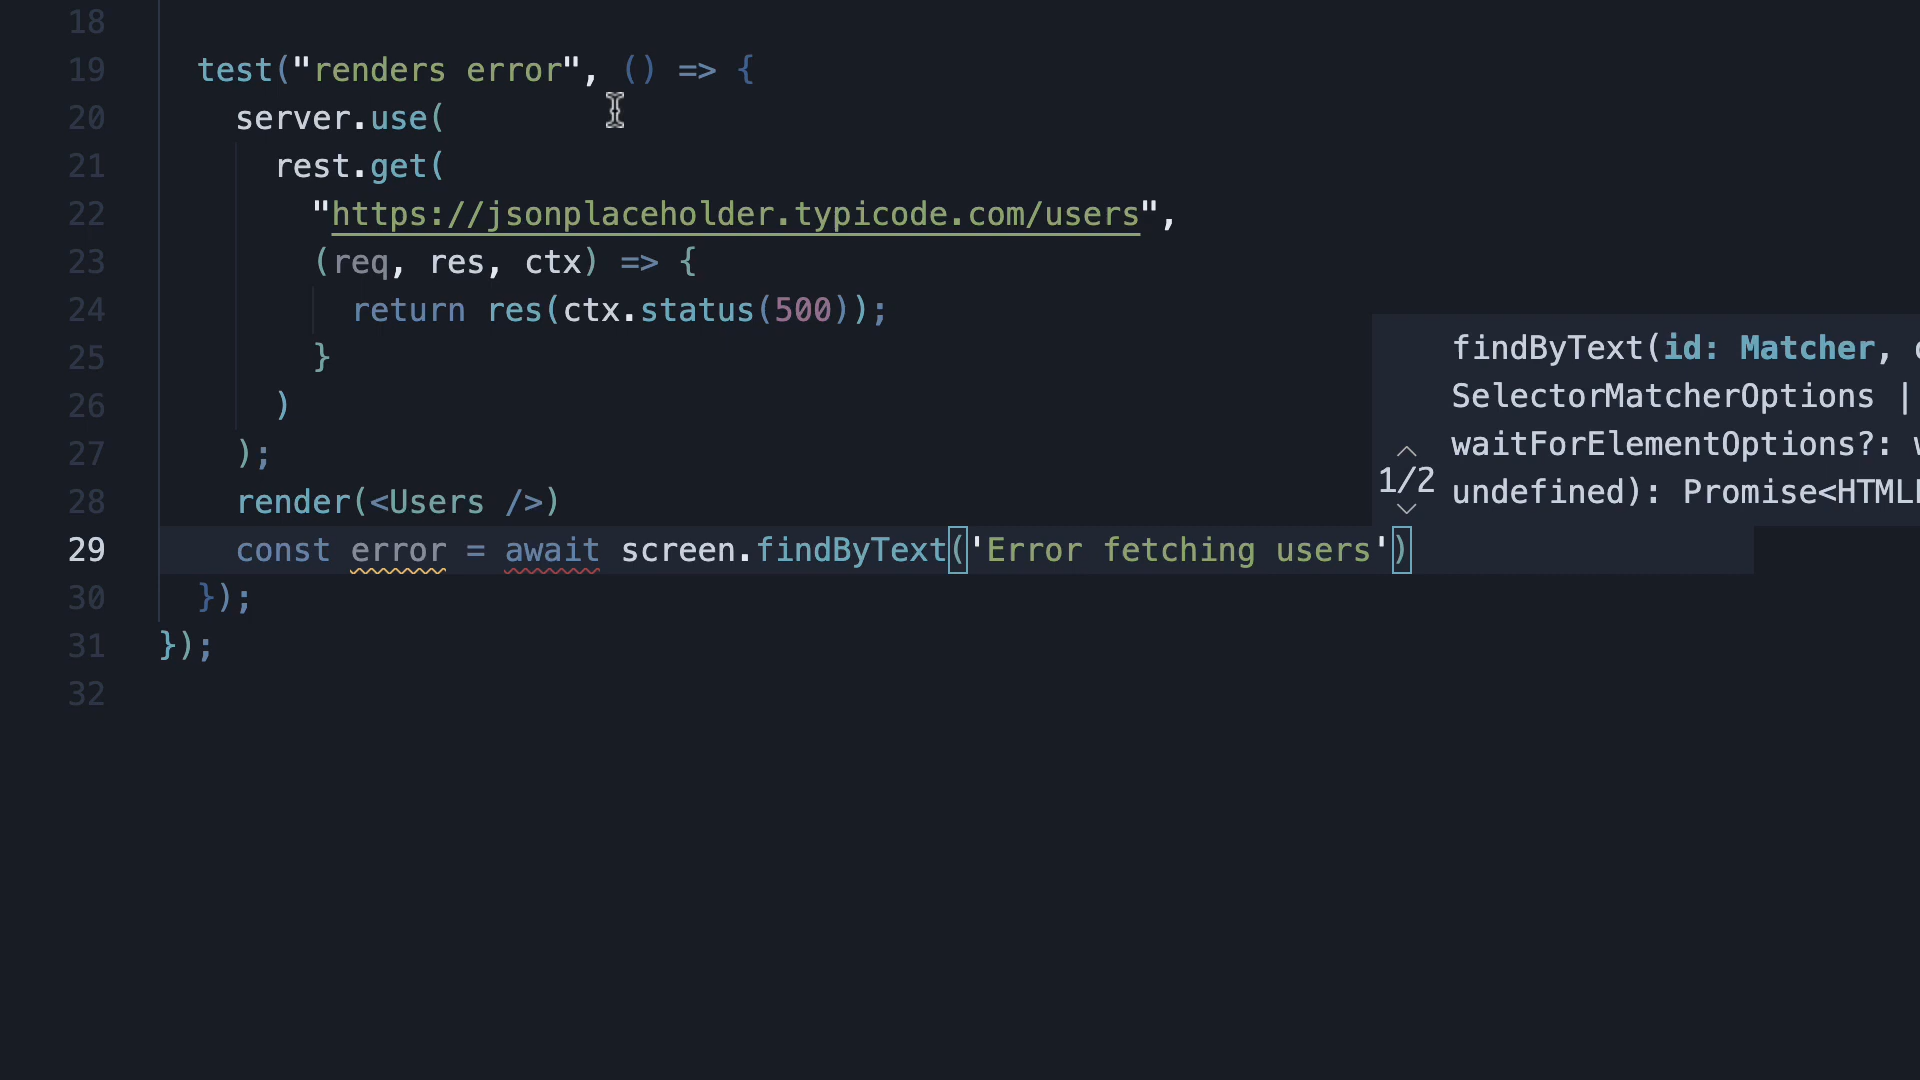 18
19 test("renders error", () => {
20 server.use(
21 rest.get(
22 "https://jsonplaceholder.typicode.com/users",
23 (req, res, ctx) => {
24 return res(ctx.status(500));
25 }
26 )
27 );
28 render(<Users />)
29 const error = await screen.findByText('Error fetching users')
30 });
31 });
32
findByText(id: Matcher,
SelectorMatcherOptions |
waitForElementOptions?:
1/2
undefined): Promise<HTML